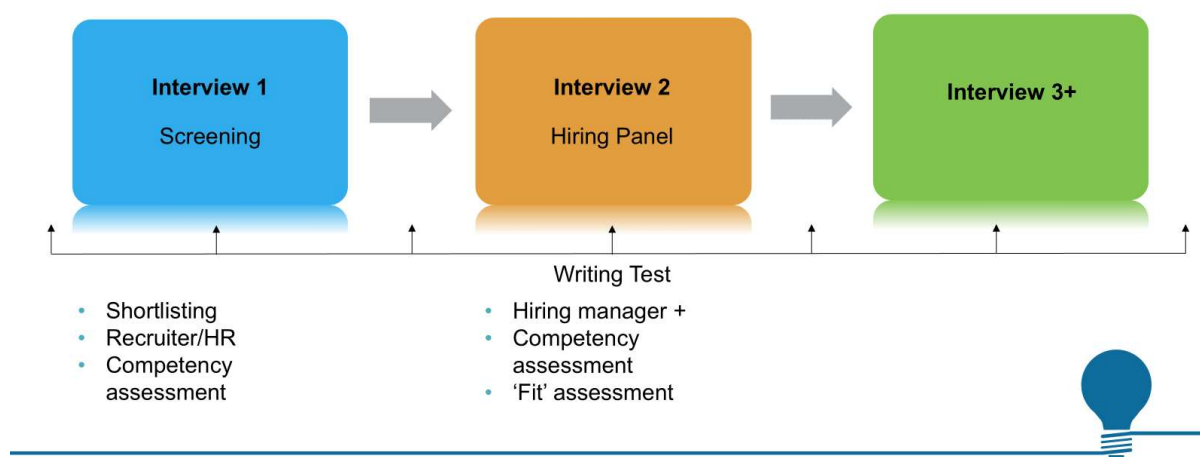 Interview 1
Screening
Interview 2
Hiring Panel
Interview 3+
Writing Test
• Shortlisting
• Recruiter/HR
• Competency
assessment
• Hiring manager +
• Competency
assessment
• ‘Fit’ assessment